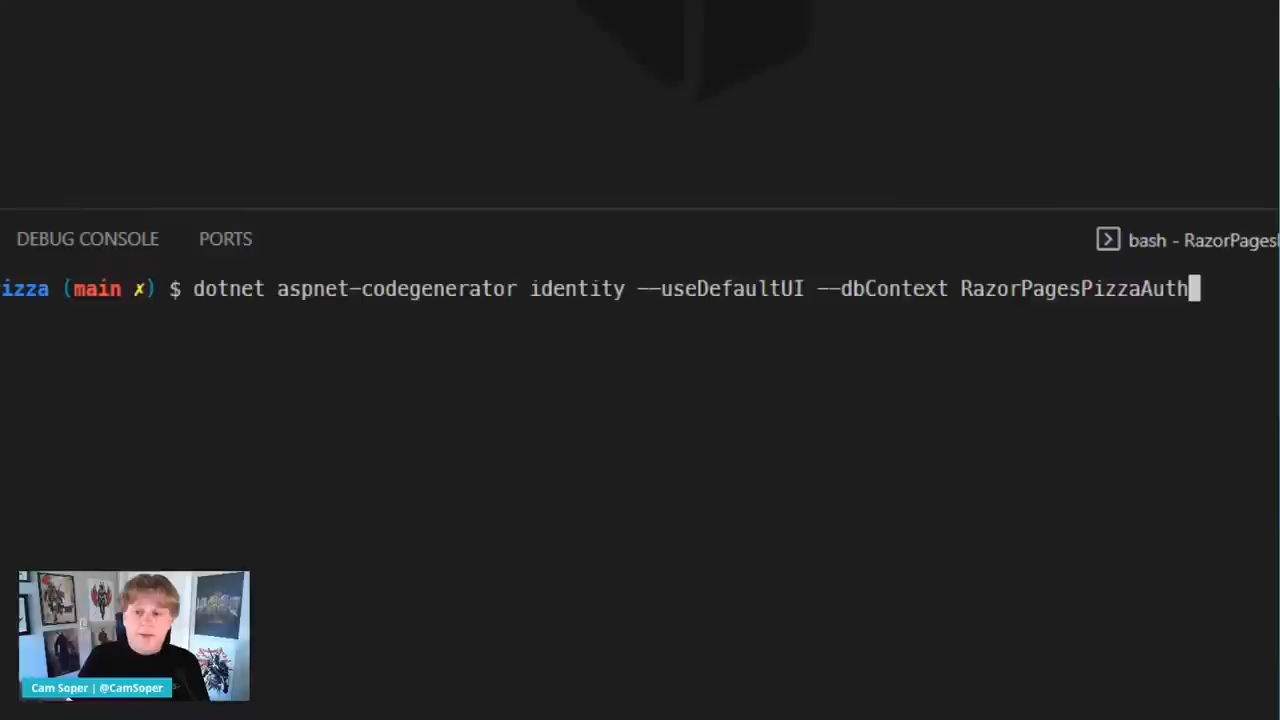 DEBUG CONSOLE PORTS bash - RazorPages
izza (main ✗) $ dotnet aspnet-codegenerator identity --useDefaultUI --dbContext RazorPagesPizzaAuth
Cam Soper | @CamSoper